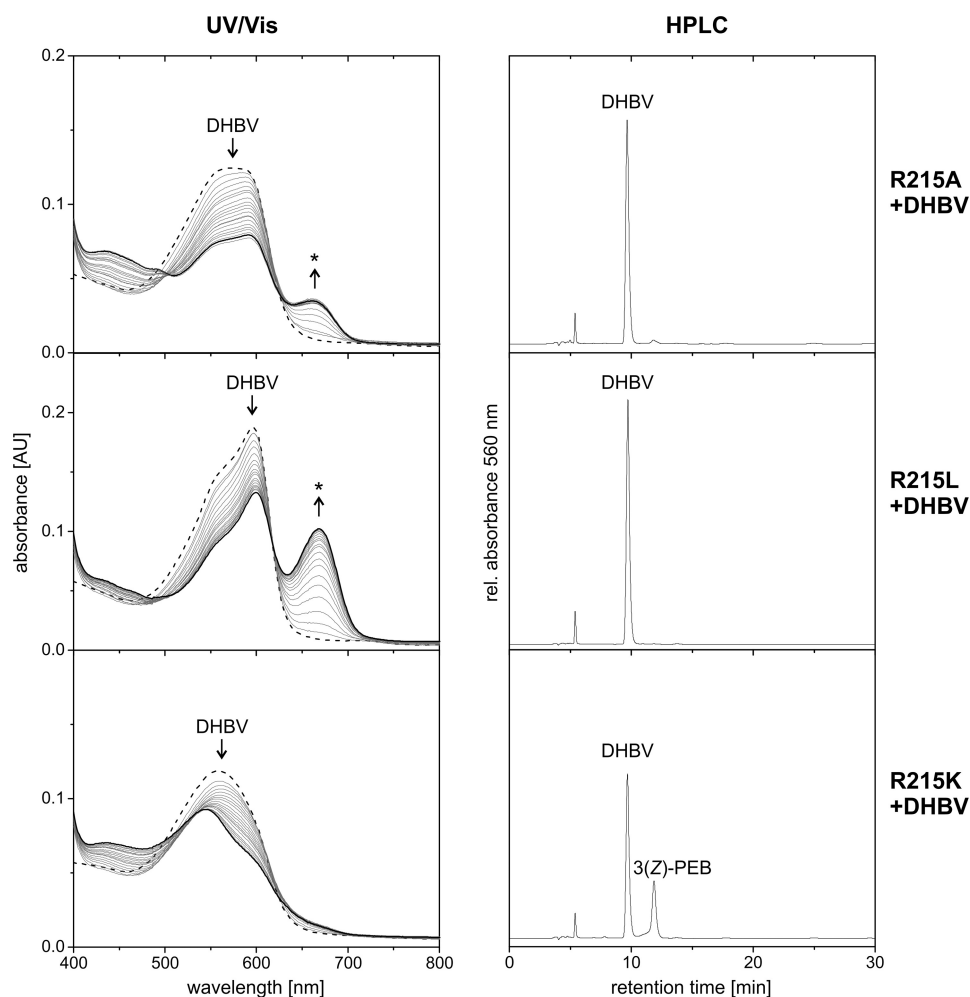 UV/Vis
HPLC
0.2
DHBV
*
0.1
0.0
DHBV
R215A
+DHBV
0.2
DHBV
*
0.1
0.0
absorbance [AU]
DHBV
rel. absorbance 560 nm
R215L
+DHBV
DHBV
0.1
0.0
400
500
600
700
800
wavelength [nm]
DHBV
3(Z)-PEB
0
10
20
30
retention time [min]
R215K
+DHBV